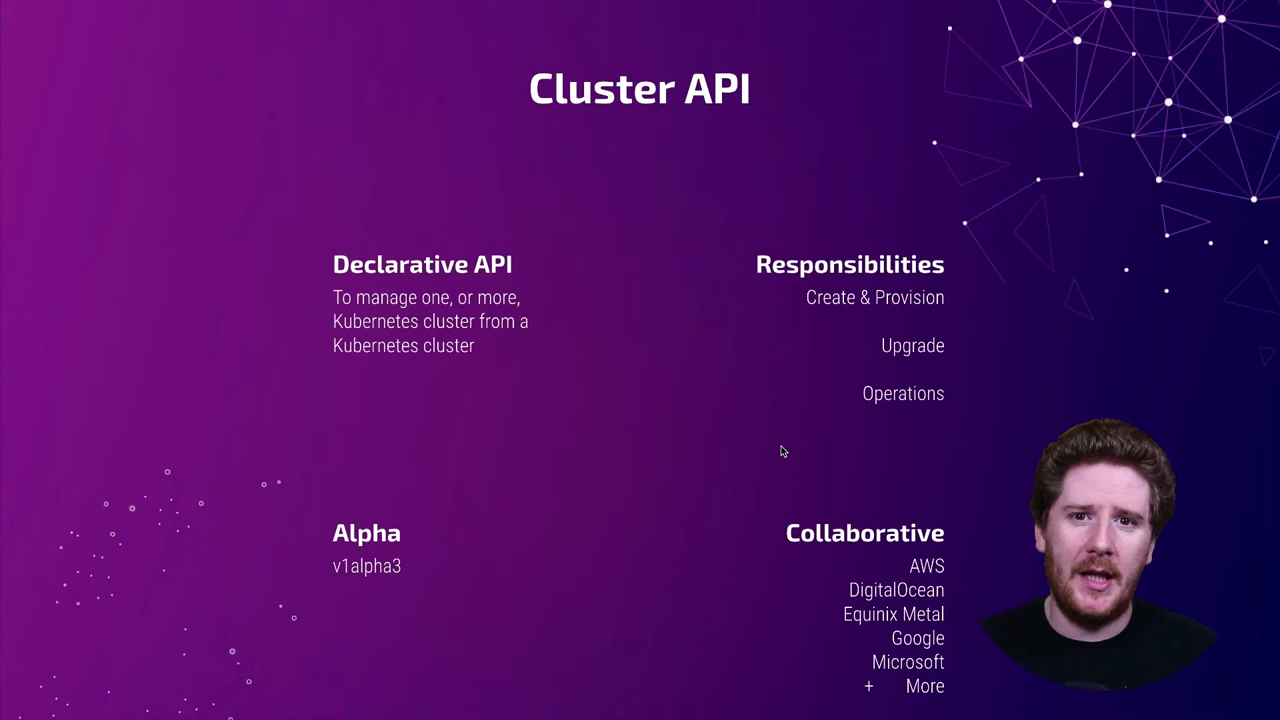 Cluster API
Declarative API
To manage one, or more,
Kubernetes cluster from a
Kubernetes cluster
Responsibilities
Create & Provision
Upgrade
Operations
Alpha
v1alpha3
Collaborative
AWS
DigitalOcean
Equinix Metal
Google
Microsoft
+ More